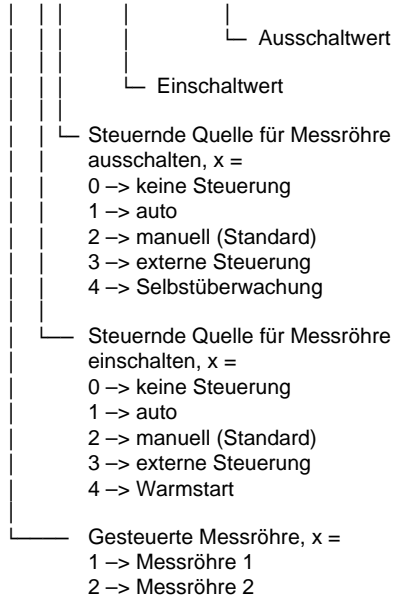 Ausschaltwert
Einschaltwert
Steuernde Quelle für Messröhre
ausschalten, x =
0 –> keine Steuerung
1 –> auto
2 –> manuell (Standard)
3 –> externe Steuerung
4 –> Selbstüberwachung
Steuernde Quelle für Messröhre
einschalten, x =
0 –> keine Steuerung
1 –> auto
2 –> manuell (Standard)
3 –> externe Steuerung
4 –> Warmstart
Gesteuerte Messröhre, x =
1 –> Messröhre 1
2 –> Messröhre 2